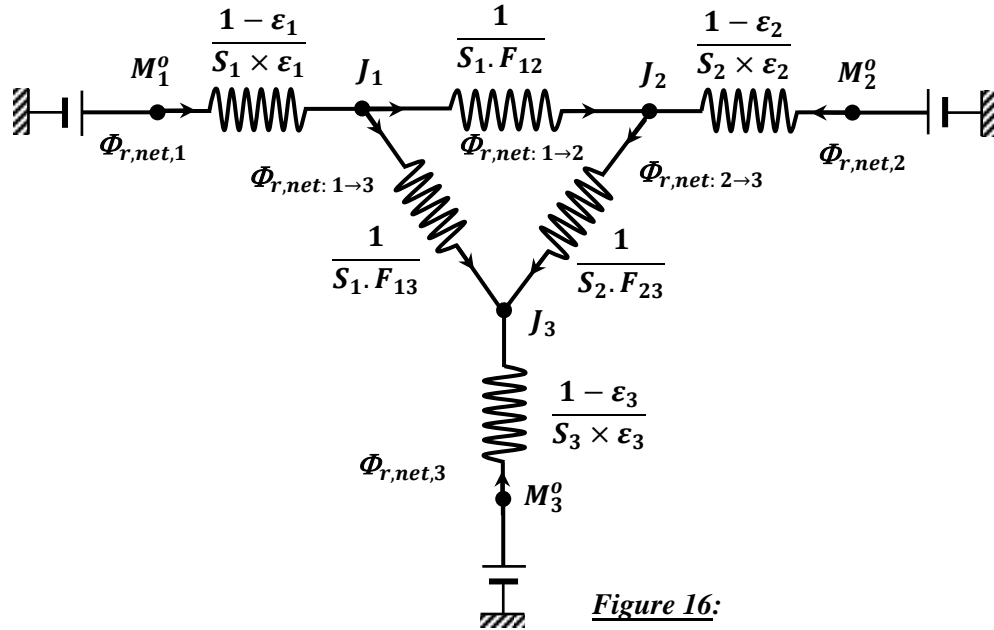 1 − ε₁ / S₁ × ε₁
1 / S₁. F₁₂
1 − ε₂ / S₂ × ε₂
M₁ᵒ
J₁
J₂
M₂ᵒ
Φr,net,1
Φr,net: 1→2
Φr,net,2
Φr,net: 1→3
Φr,net: 2→3
1 / S₁. F₁₃
1 / S₂. F₂₃
J₃
1 − ε₃ / S₃ × ε₃
Φr,net,3
M₃ᵒ
Figure 16: